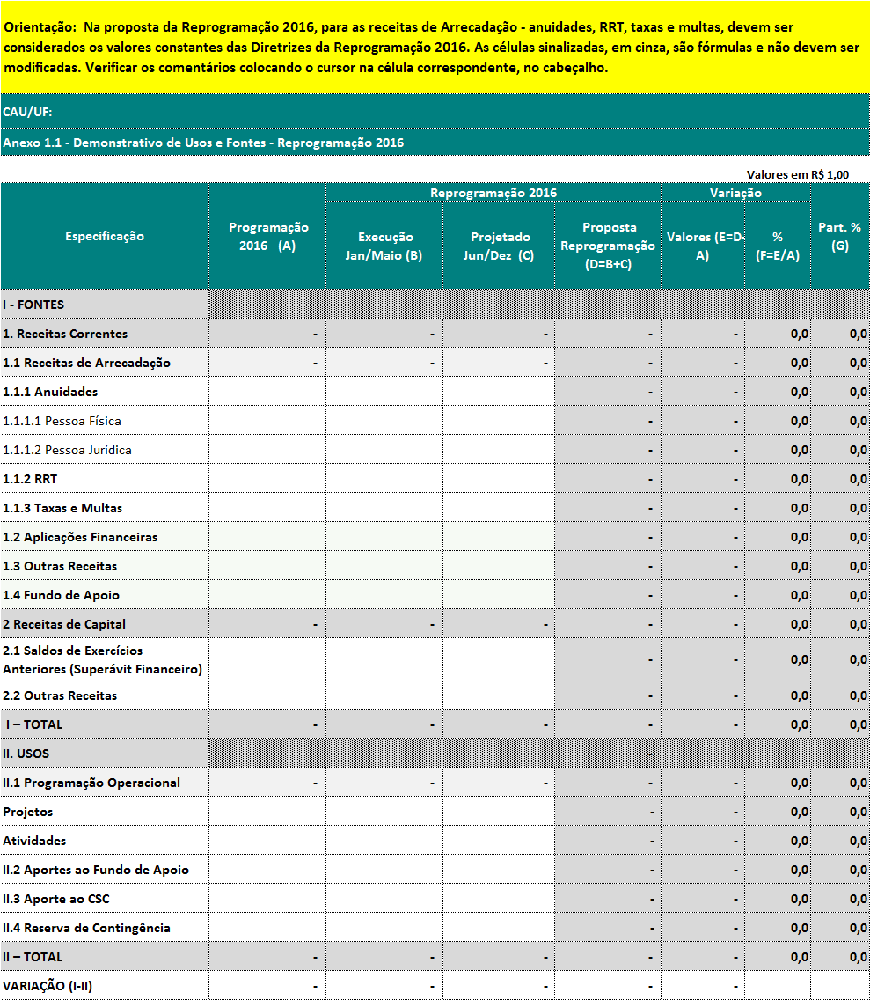 Orientação:  Na proposta da Reprogramação 2016, para as receitas de Arrecadação - anuidades, RRT, taxas e multas, devem ser
considerados os valores constantes das Diretrizes da Reprogramação 2016. As células sinalizadas, em cinza, são fórmulas e não devem ser
modificadas. Verificar os comentários colocando o cursor na célula correspondente, no cabeçalho.
CAU/UF:
Anexo 1.1 - Demonstrativo de Usos e Fontes - Reprogramação 2016
Valores em R$ 1,00
Especificação
Programação
2016   (A)
Reprogramação 2016
Execução
Jan/Maio (B)
Projetado
Jun/Dez  (C)
Proposta
Reprogramação
(D=B+C)
Variação
Valores (E=D-
A)
%
(F=E/A)
Part. %
(G)
I - FONTES
1. Receitas Correntes - - - - - 0,0 0,0
1.1 Receitas de Arrecadação - - - - - 0,0 0,0
1.1.1 Anuidades - - 0,0 0,0
1.1.1.1 Pessoa Física - - 0,0 0,0
1.1.1.2 Pessoa Jurídica - - 0,0 0,0
1.1.2 RRT - - 0,0 0,0
1.1.3 Taxas e Multas - - 0,0 0,0
1.2 Aplicações Financeiras - - 0,0 0,0
1.3 Outras Receitas - - 0,0 0,0
1.4 Fundo de Apoio - - 0,0 0,0
2 Receitas de Capital - - - - - 0,0 0,0
2.1 Saldos de Exercícios
Anteriores (Superávit Financeiro) - - 0,0 0,0
2.2 Outras Receitas - - 0,0 0,0
I – TOTAL - - - - - 0,0 0,0
II. USOS -
II.1 Programação Operacional - - - - - 0,0 0,0
Projetos - - 0,0 0,0
Atividades - - 0,0 0,0
II.2 Aportes ao Fundo de Apoio - - 0,0 0,0
II.3 Aporte ao CSC - - 0,0 0,0
II.4 Reserva de Contingência - - 0,0 0,0
II – TOTAL - - - - - 0,0 0,0
VARIAÇÃO (I-II) - - - - -